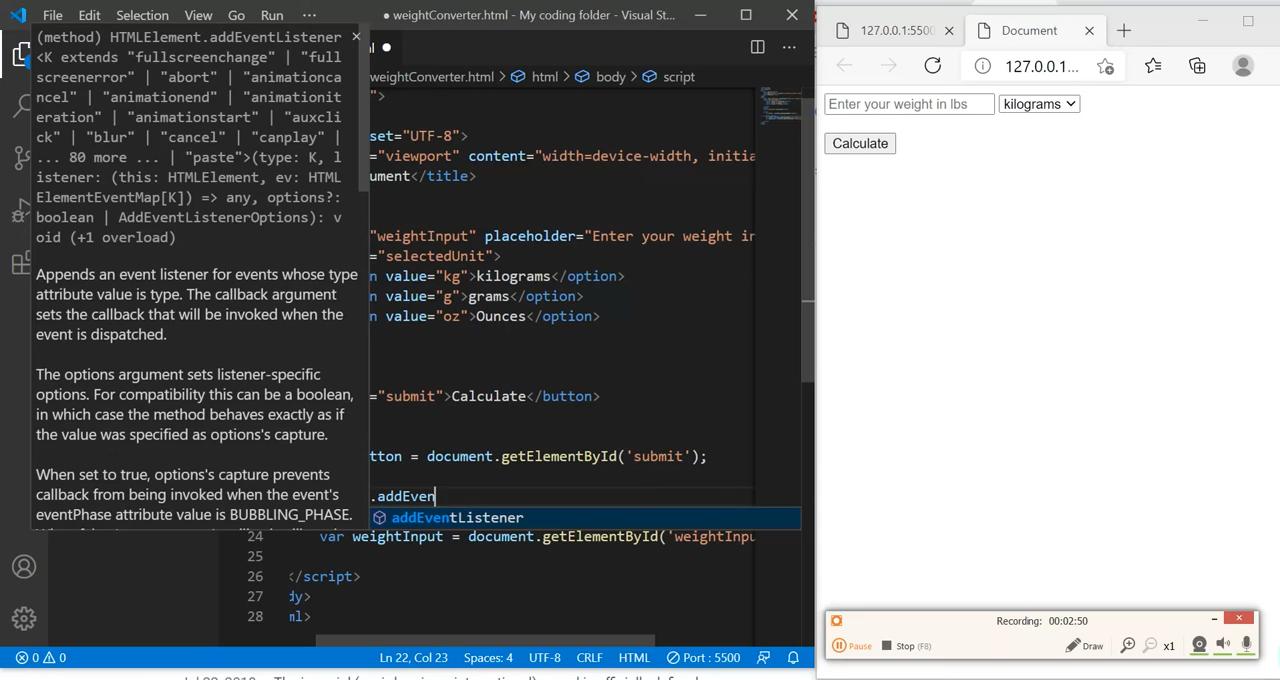 File Edit Selection View Go Run ··· ● weightConverter.html - My coding folder - Visual St...
(method) HTMLElement.addEventListener
<K extends "fullscreenchange" | "full
screenerror" | "abort" | "animationca
ncel" | "animationend" | "animationit
eration" | "animationstart" | "auxclic
k" | "blur" | "cancel" | "canplay" |
... 80 more ... | "paste">(type: K, l
istener: (this: HTMLElement, ev: HTML
ElementEventMap[K]) => any, options?:
boolean | AddEventListenerOptions): v
oid (+1 overload)
Appends an event listener for events whose type
attribute value is type. The callback argument
sets the callback that will be invoked when the
event is dispatched.
The options argument sets listener-specific
options. For compatibility this can be a boolean,
in which case the method behaves exactly as if
the value was specified as options's capture.
When set to true, options's capture prevents
callback from being invoked when the event's
eventPhase attribute value is BUBBLING_PHASE.
weightConverter.html > html > body > script
">
set="UTF-8"
="viewport" content="width=device-width, initia
ument</title>
"weightInput" placeholder="Enter your weight in
="selectedUnit">
n value="kg">kilograms</option>
n value="g">grams</option>
n value="oz">Ounces</option>
="submit">Calculate</button>
tton = document.getElementById('submit');
.addEven
addEventListener
24 var weightInput = document.getElementById('weightInpu
25
26 </script>
27 dy>
28 ml>
0 0 Ln 22, Col 23 Spaces: 4 UTF-8 CRLF HTML Port : 5500
127.0.0.1:5500 Document
127.0.0.1...
Enter your weight in lbs kilograms
Calculate
Recording: 00:02:50
Pause Stop (F8) Draw x1